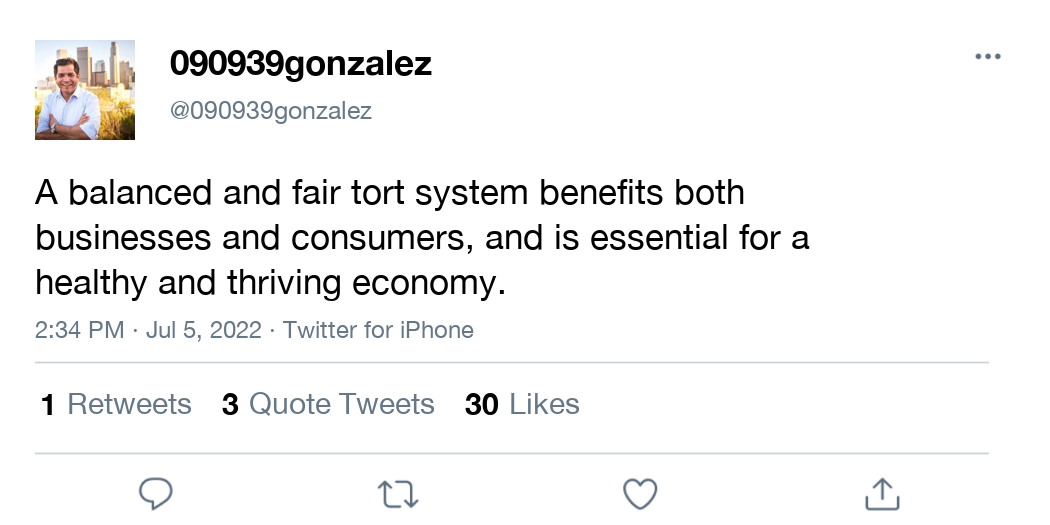 090939gonzalez
@090939gonzalez
A balanced and fair tort system benefits both
businesses and consumers, and is essential for a
healthy and thriving economy.
2:34 PM · Jul 5, 2022 · Twitter for iPhone
1 Retweets 3 Quote Tweets 30 Likes